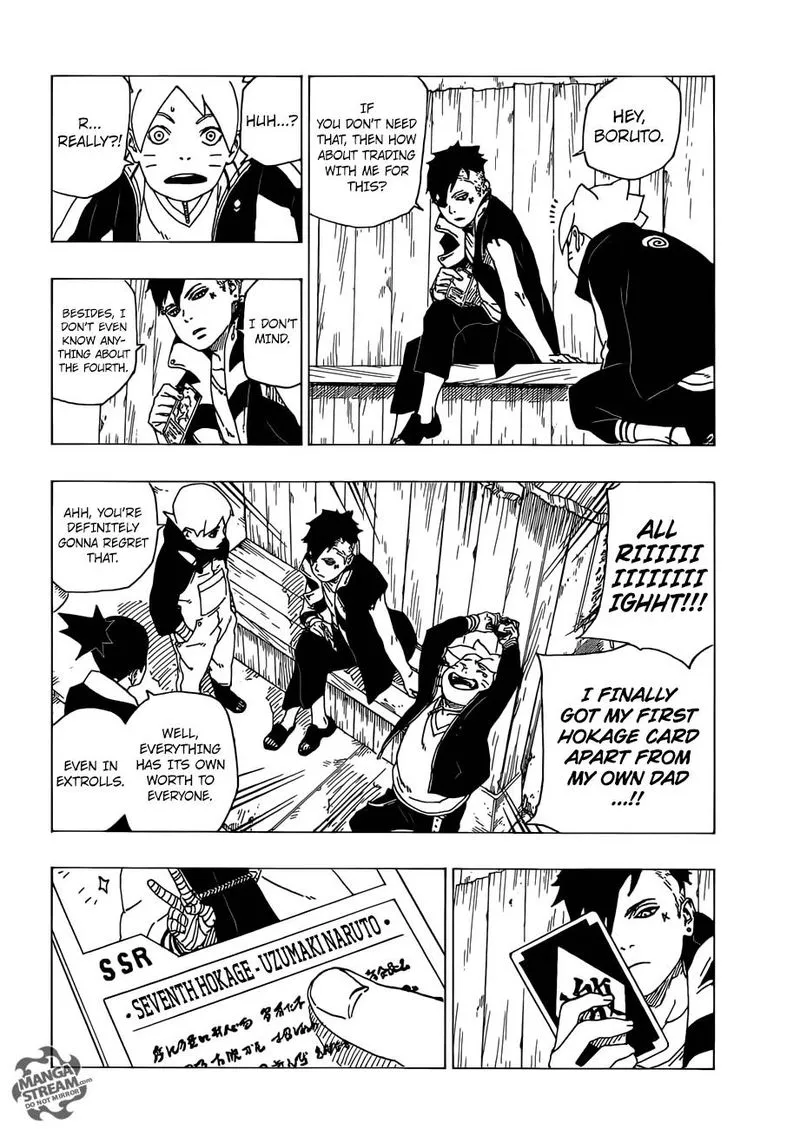 HEY,
BORUTO.
IF
YOU DON'T NEED
THAT, THEN HOW
ABOUT TRADING
WITH ME FOR
THIS?
HUH...?
R...
REALLY?!
I DON'T
MIND.
BESIDES, I
DON'T EVEN
KNOW ANY-
THING ABOUT
THE FOURTH.
ALL
RIIIIII
IIIIIIII
IGHHT!!!
I FINALLY
GOT MY FIRST
HOKAGE CARD
APART FROM
MY OWN DAD
...!!
AHH, YOU'RE
DEFINITELY
GONNA REGRET
THAT.
WELL,
EVERYTHING
HAS ITS OWN
WORTH TO
EVERYONE.
EVEN IN
EXTROLLS.
K
SSR
• SEVENTH HOKAGE - UZUMAKI NARUTO •
MANGA
STREAM.COM
DO NOT MIRROR